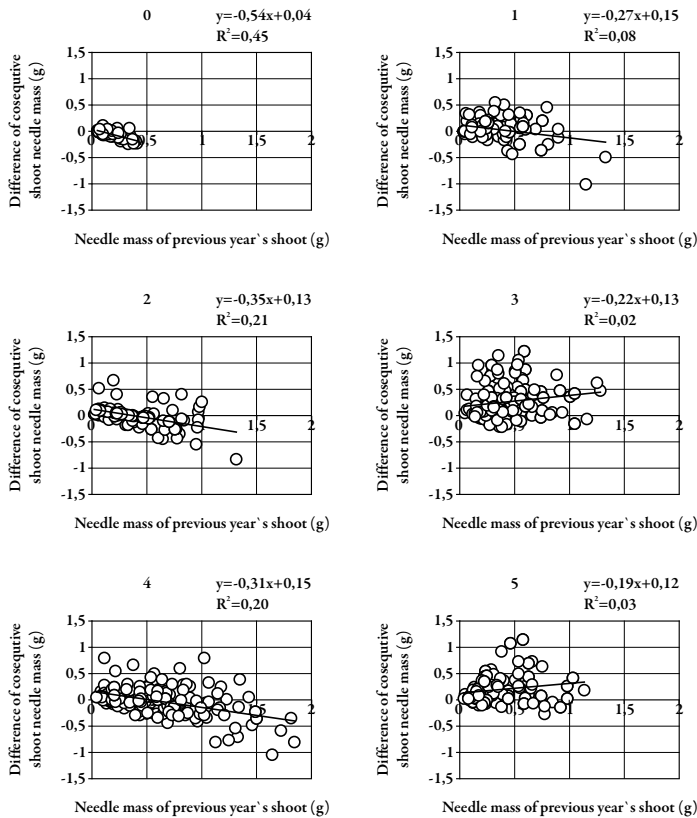 0 y=-0,54x+0,04
R²=0,45
1,5
1
0,5
0
-0,5
-1
-1,5
0,5 1 1,5 2
Difference of cosequtive
shoot needle mass (g)
Needle mass of previous year`s shoot (g)
1 y=-0,27x+0,15
R²=0,08
1,5
1
0,5
0
-0,5
-1
-1,5
0,5 1 1,5 2
Difference of cosequtive
shoot needle mass (g)
Needle mass of previous year`s shoot (g)
2 y=-0,35x+0,13
R²=0,21
1,5
1
0,5
0
-0,5
-1
-1,5
0 1,5 2
Difference of cosequtive
shoot needle mass (g)
Needle mass of previous year`s shoot (g)
3 y=-0,22x+0,13
R²=0,02
1,5
1
0,5
0
-0,5
-1
-1,5
0 0,5 1 1,5 2
Difference of cosequtive
shoot needle mass (g)
Needle mass of previous year`s shoot (g)
4 y=-0,31x+0,15
R²=0,20
1,5
1
0,5
0
-0,5
-1
-1,5
0 2
Difference of cosequtive
shoot needle mass (g)
Needle mass of previous year`s shoot (g)
5 y=-0,19x+0,12
R²=0,03
1,5
1
0,5
0
-0,5
-1
-1,5
0 0,5 1 1,5 2
Difference of cosequtive
shoot needle mass (g)
Needle mass of previous year`s shoot (g)